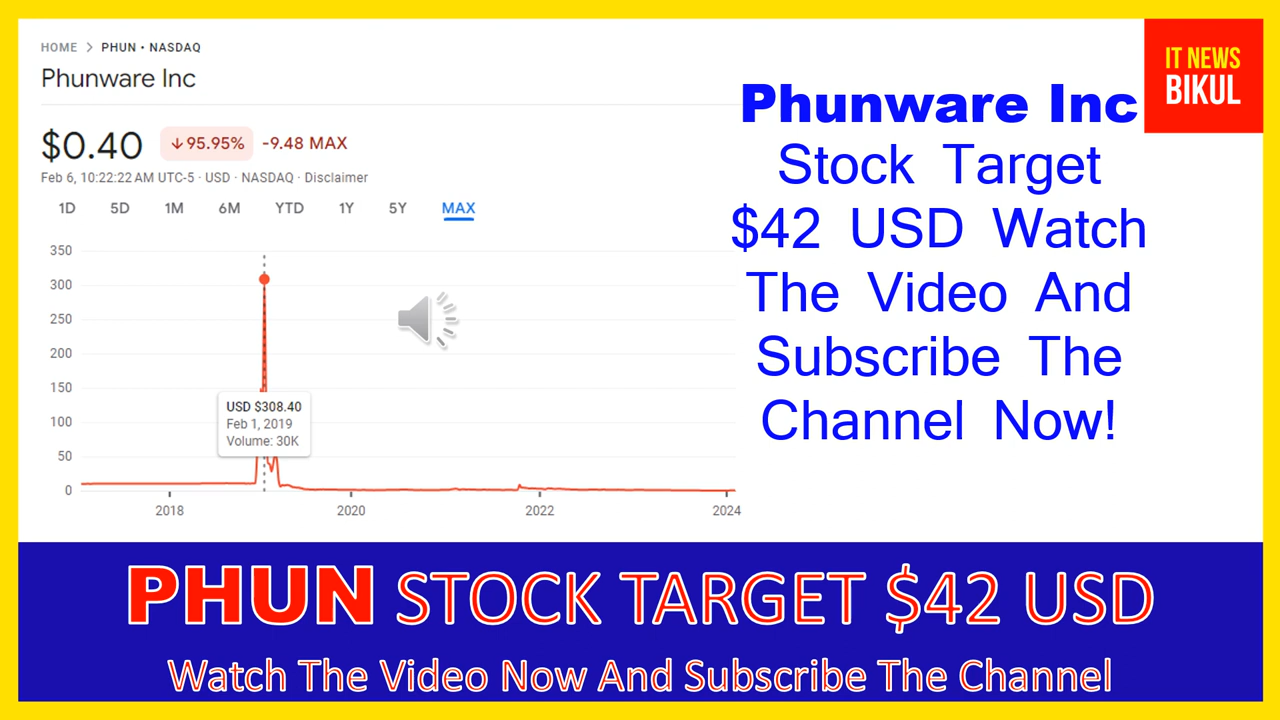 HOME > PHUN • NASDAQ
Phunware Inc
$0.40 ↓95.95% -9.48 MAX
Feb 6, 10:22:22 AM UTC-5 · USD · NASDAQ · Disclaimer
1D 5D 1M 6M YTD 1Y 5Y MAX
350
300
250
200
150
100
50
0
USD $308.40
Feb 1, 2019
Volume: 30K
2018 2020 2022 2024
IT NEWS
BIKUL
Phunware Inc
Stock Target
$42 USD Watch
The Video And
Subscribe The
Channel Now!
PHUN STOCK TARGET $42 USD
Watch The Video Now And Subscribe The Channel